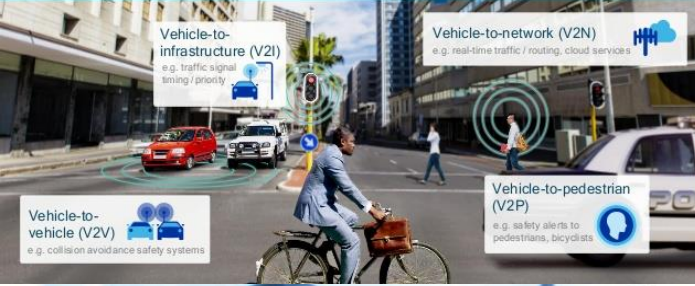 Vehicle-to-
infrastructure (V2I)
e.g. traffic signal
timing / priority
Vehicle-to-network (V2N)
e.g. real-time traffic / routing, cloud services
Vehicle-to-
vehicle (V2V)
e.g. collision avoidance safety systems
Vehicle-to-pedestrian
(V2P)
e.g. safety alerts to
pedestrians, bicyclists